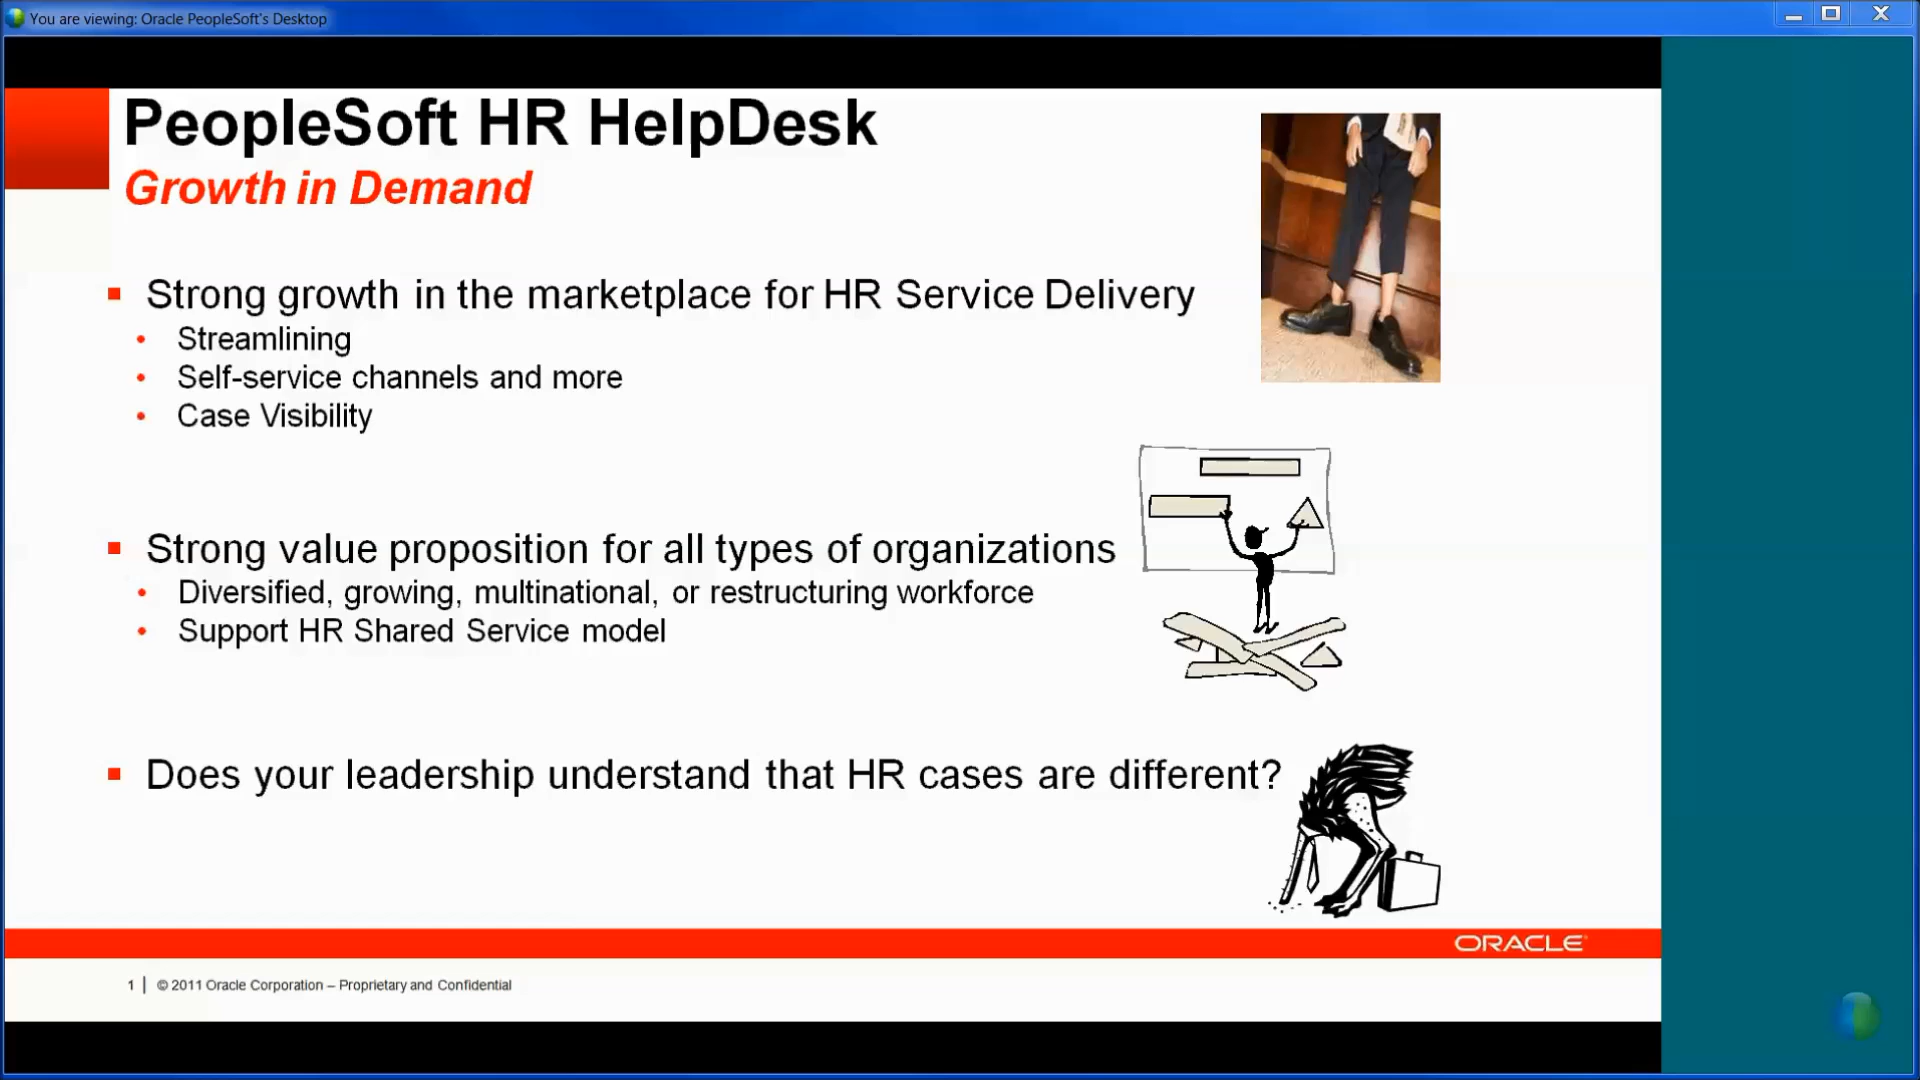 You are viewing: Oracle PeopleSoft's Desktop
PeopleSoft HR HelpDesk
Growth in Demand
Strong growth in the marketplace for HR Service Delivery
Streamlining
Self-service channels and more
Case Visibility
Strong value proposition for all types of organizations
Diversified, growing, multinational, or restructuring workforce
Support HR Shared Service model
Does your leadership understand that HR cases are different?
ORACLE
1 | © 2011 Oracle Corporation – Proprietary and Confidential